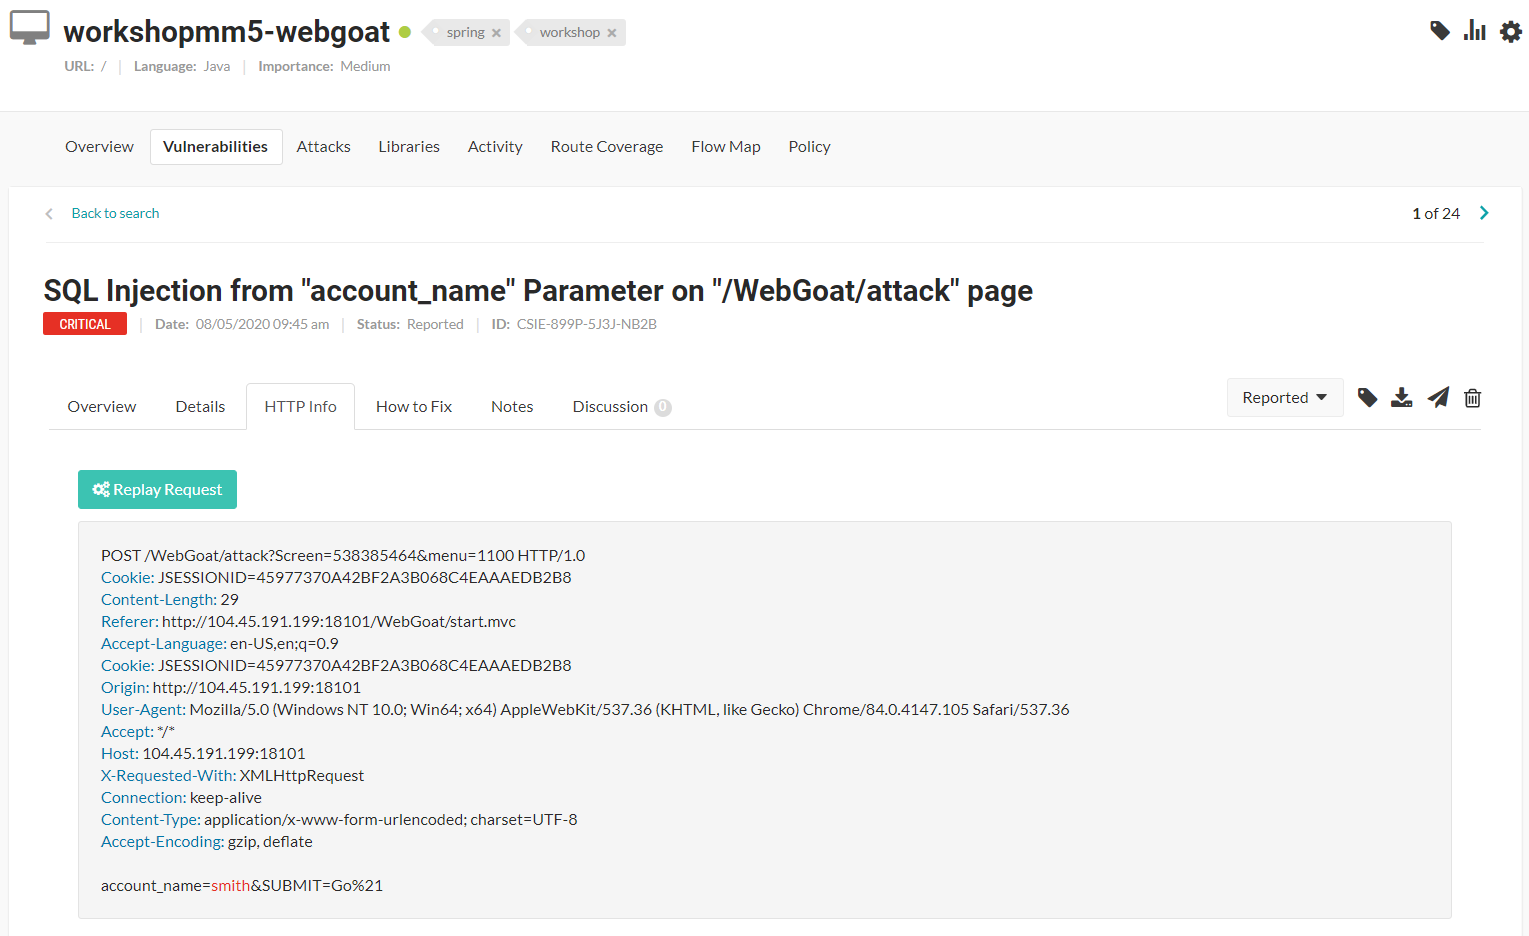 workshopmm5-webgoat spring × workshop ×
URL: / | Language: Java | Importance: Medium
Overview Vulnerabilities Attacks Libraries Activity Route Coverage Flow Map Policy
Back to search 1 of 24
SQL Injection from "account_name" Parameter on "/WebGoat/attack" page
CRITICAL | Date: 08/05/2020 09:45 am | Status: Reported | ID: CSIE-899P-5J3J-NB2B
Overview Details HTTP Info How to Fix Notes Discussion 0 Reported
Replay Request
POST /WebGoat/attack?Screen=538385464&menu=1100 HTTP/1.0
Cookie: JSESSIONID=45977370A42BF2A3B068C4EAAAEDB2B8
Content-Length: 29
Referer: http://104.45.191.199:18101/WebGoat/start.mvc
Accept-Language: en-US,en;q=0.9
Cookie: JSESSIONID=45977370A42BF2A3B068C4EAAAEDB2B8
Origin: http://104.45.191.199:18101
User-Agent: Mozilla/5.0 (Windows NT 10.0; Win64; x64) AppleWebKit/537.36 (KHTML, like Gecko) Chrome/84.0.4147.105 Safari/537.36
Accept: */*
Host: 104.45.191.199:18101
X-Requested-With: XMLHttpRequest
Connection: keep-alive
Content-Type: application/x-www-form-urlencoded; charset=UTF-8
Accept-Encoding: gzip, deflate
account_name=smith&SUBMIT=Go%21